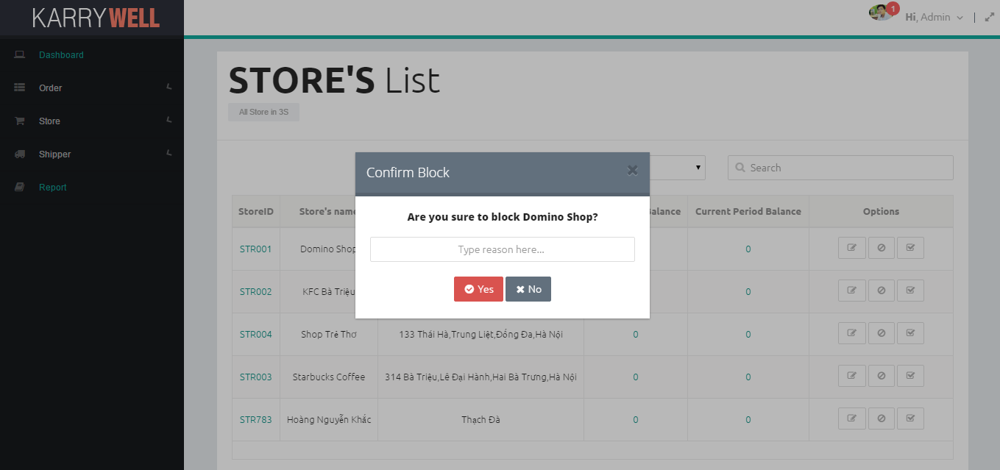 KARRYWELL
1
Hi, Admin
Dashboard
Order
Store
Shipper
Report
STORE'S List
All Store in 3S
Search
Confirm Block
Are you sure to block Domino Shop?
Type reason here...
Yes No
StoreID Store's name Balance Current Period Balance Options
STR001 Domino Shop 0
STR002 KFC Bà Triệu 0
STR004 Shop Trẻ Thơ 133 Thái Hà,Trung Liệt,Đống Đa,Hà Nội 0 0
STR003 Starbucks Coffee 314 Bà Triệu,Lê Đại Hành,Hai Bà Trưng,Hà Nội 0 0
STR783 Hoàng Nguyễn Khắc Thạch Đà 0 0